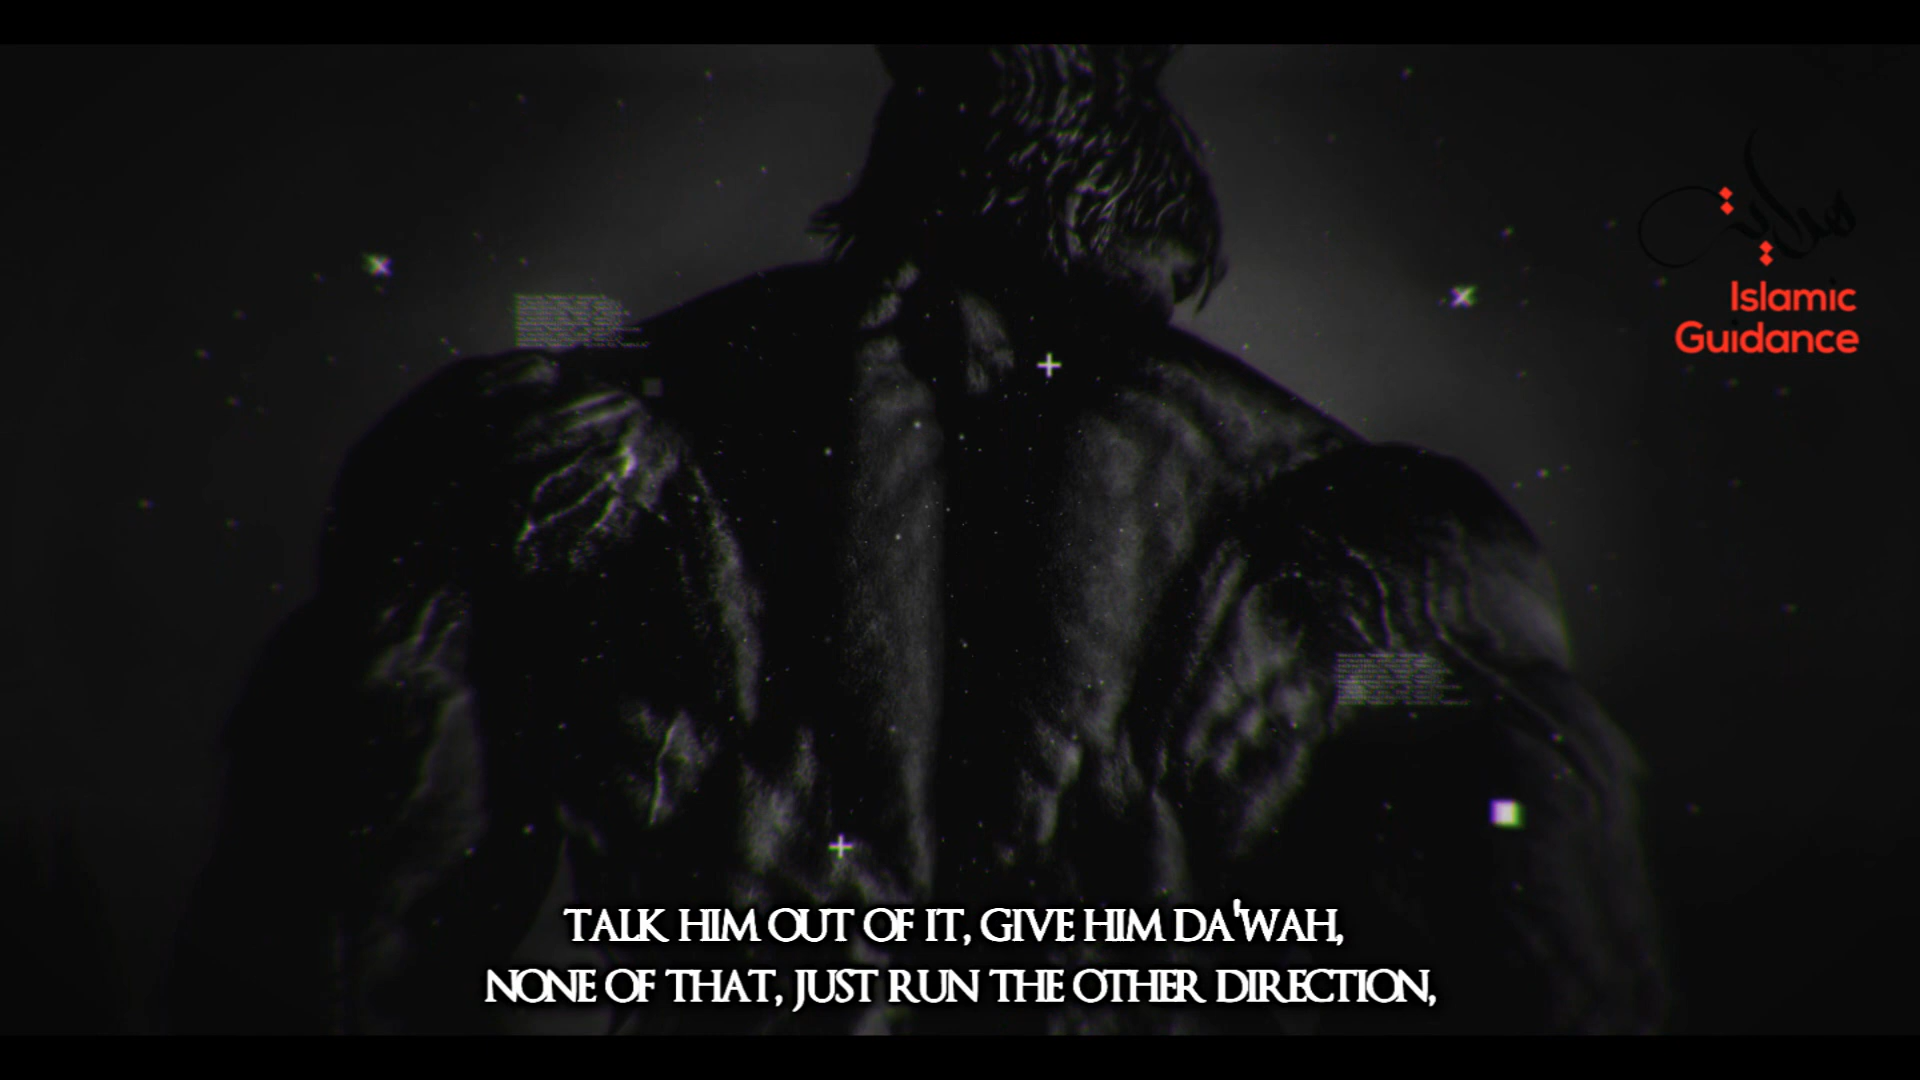 هداية
Islamic
Guidance
TALK HIM OUT OF IT, GIVE HIM DA'WAH,
NONE OF THAT, JUST RUN THE OTHER DIRECTION,